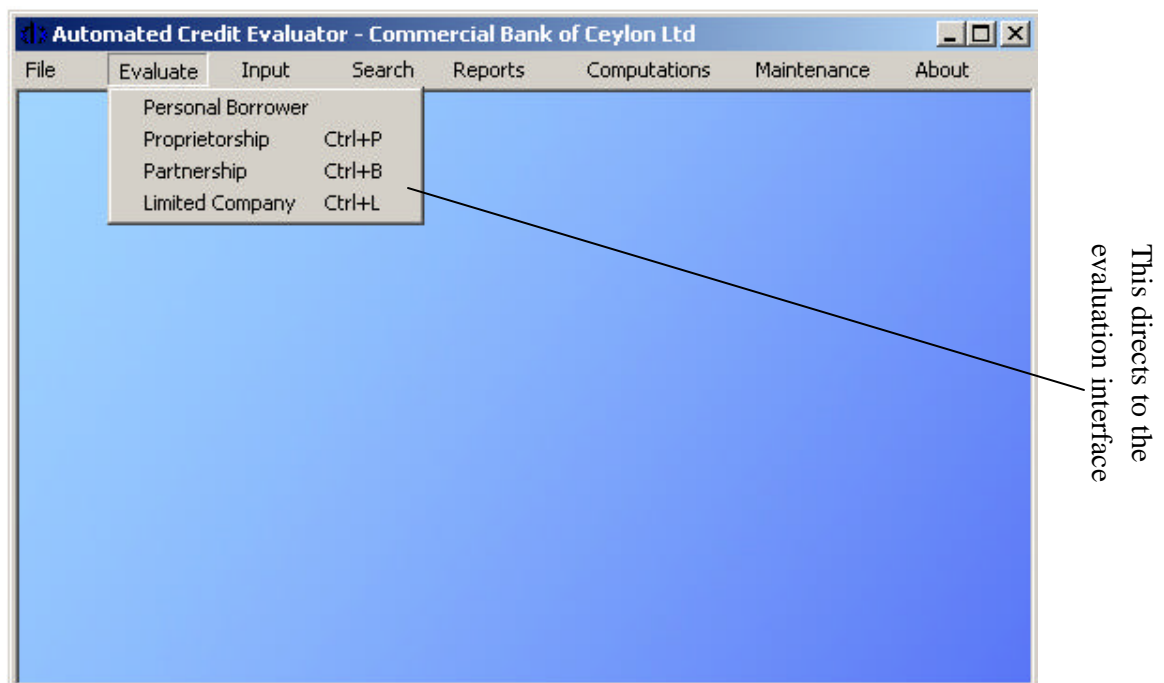 Automated Credit Evaluator - Commercial Bank of Ceylon Ltd
File Evaluate Input Search Reports Computations Maintenance About
Personal Borrower
Proprietorship Ctrl+P
Partnership Ctrl+B
Limited Company Ctrl+L
This directs to the
evaluation interface